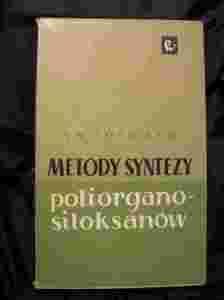 METODY SYNTEZY
poliorgano-
siloksanów